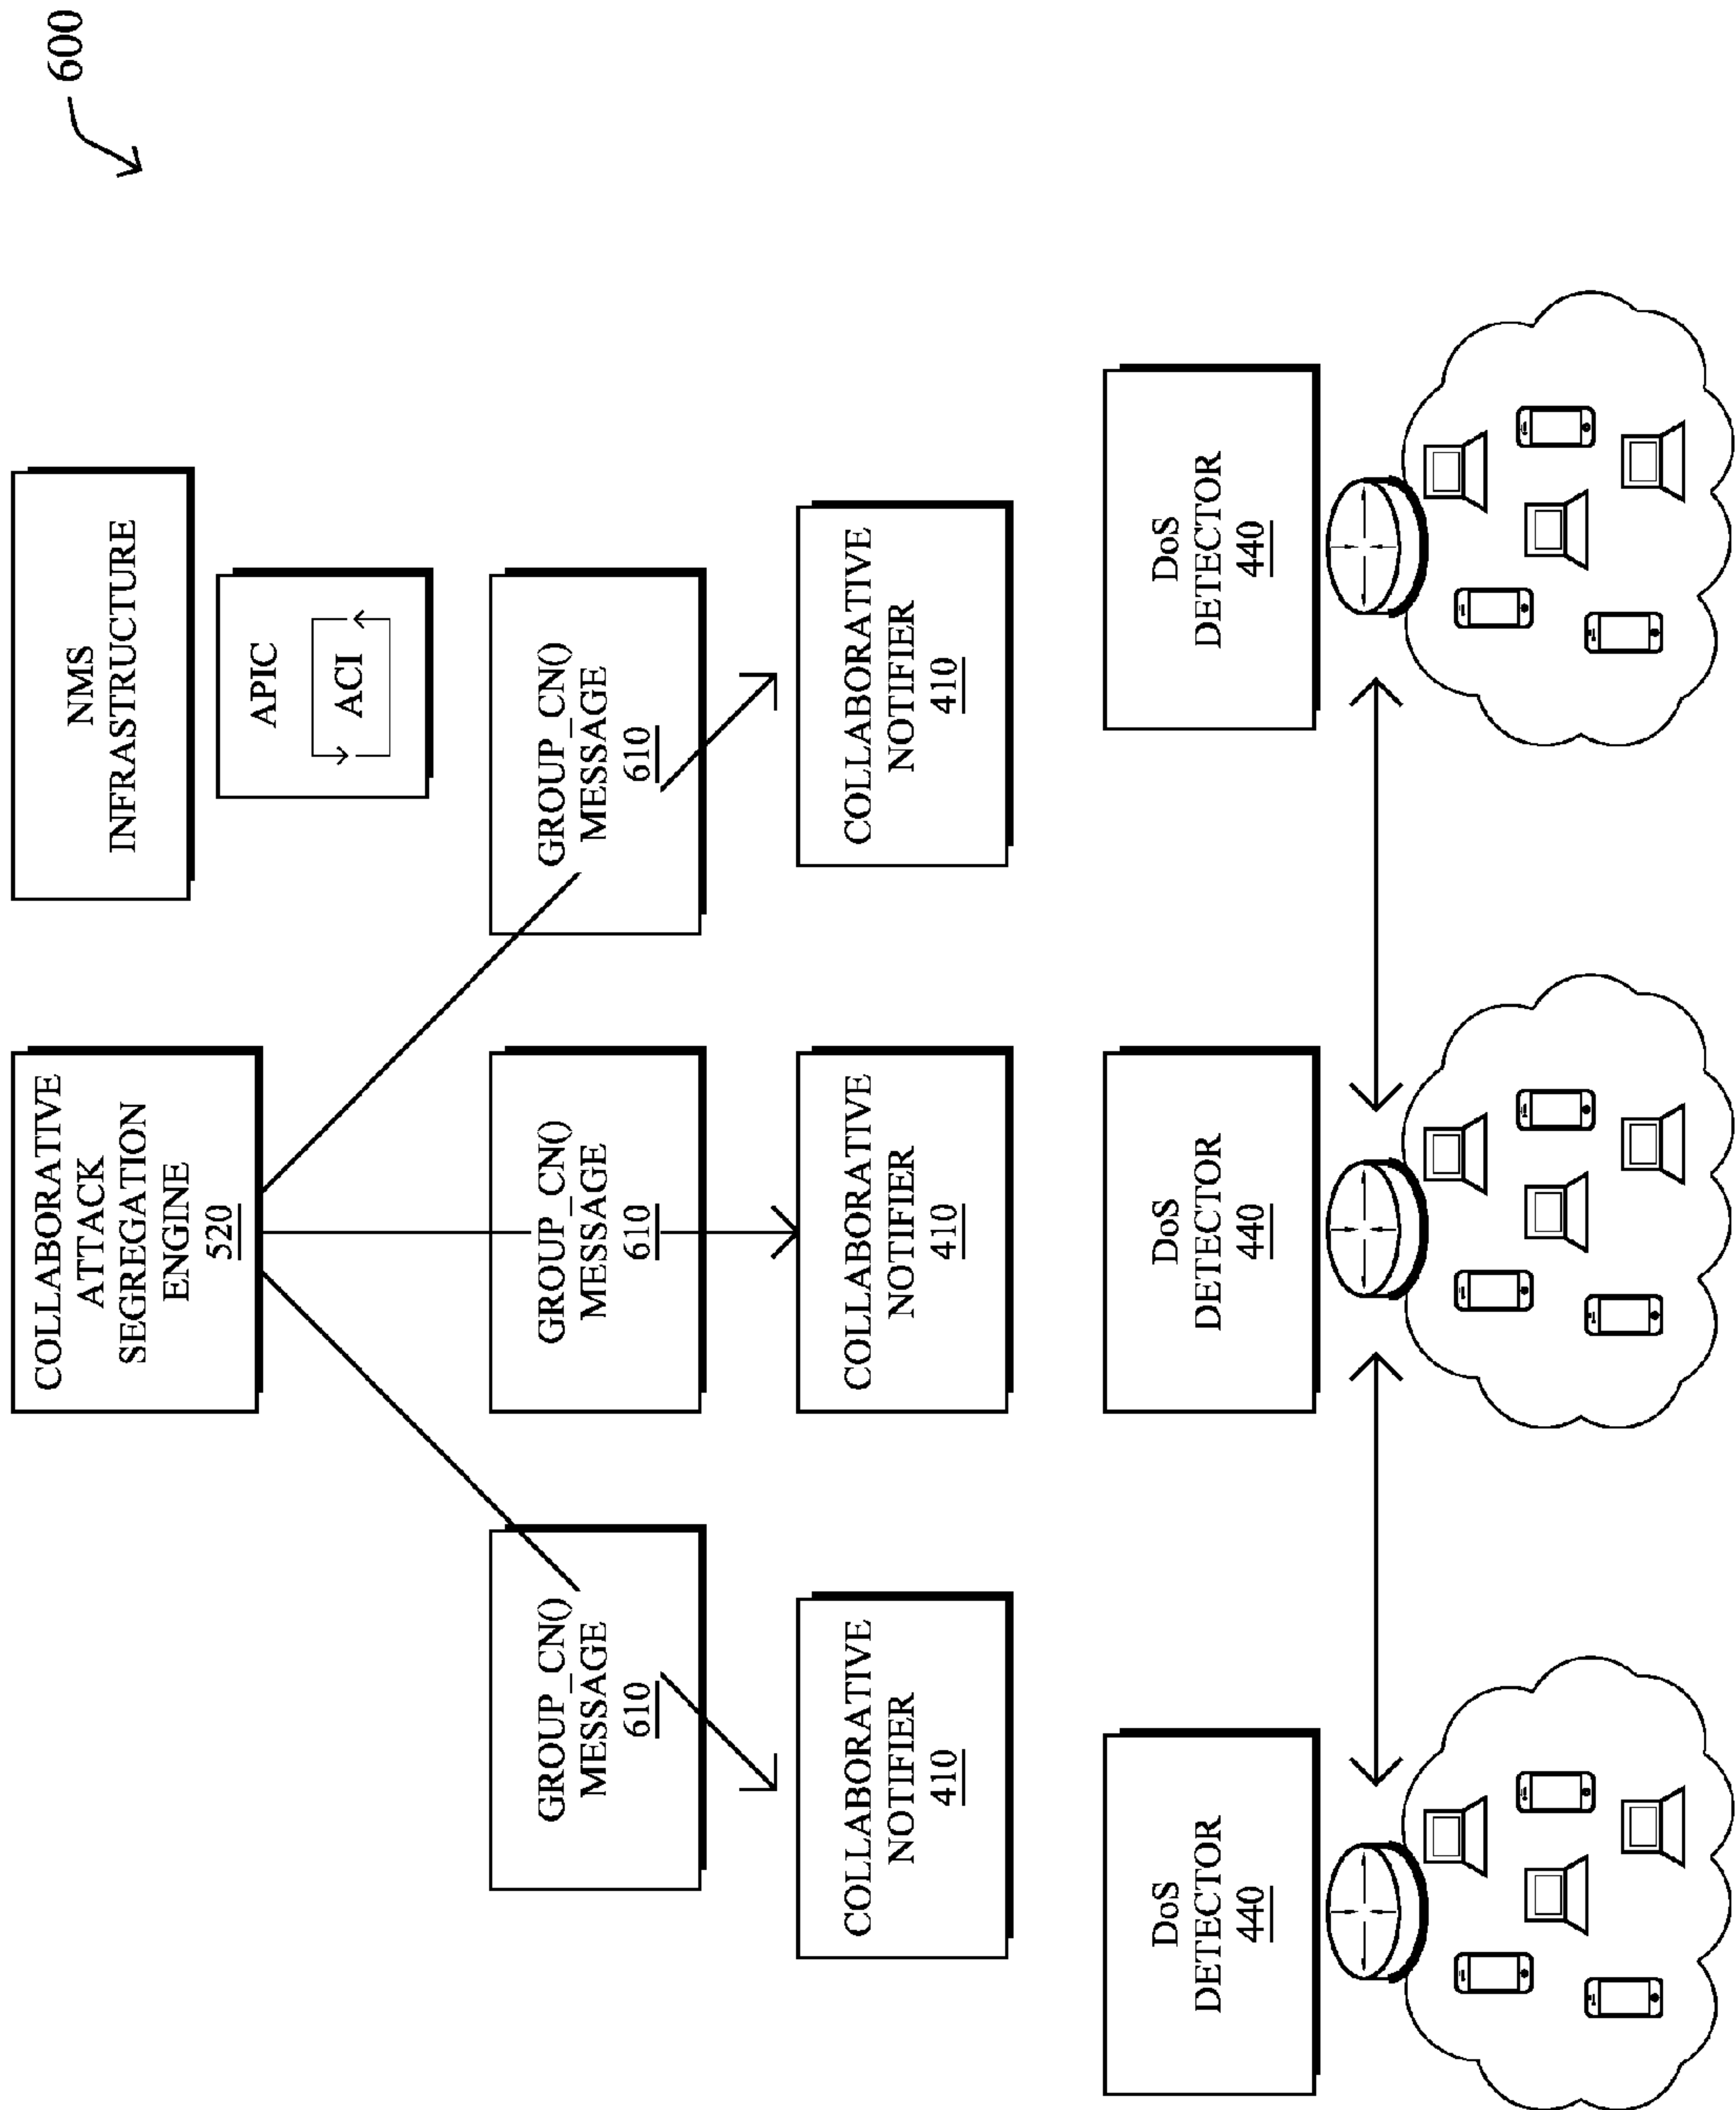 600
COLLABORATIVE
ATTACK
SEGREGATION
ENGINE
520
NMS
INFRASTRUCTURE
APIC
ACI
GROUP_CN()
MESSAGE
610
GROUP_CN()
MESSAGE
610
GROUP_CN()
MESSAGE
610
COLLABORATIVE
NOTIFIER
410
COLLABORATIVE
NOTIFIER
410
COLLABORATIVE
NOTIFIER
410
DoS
DETECTOR
440
DoS
DETECTOR
440
DoS
DETECTOR
440